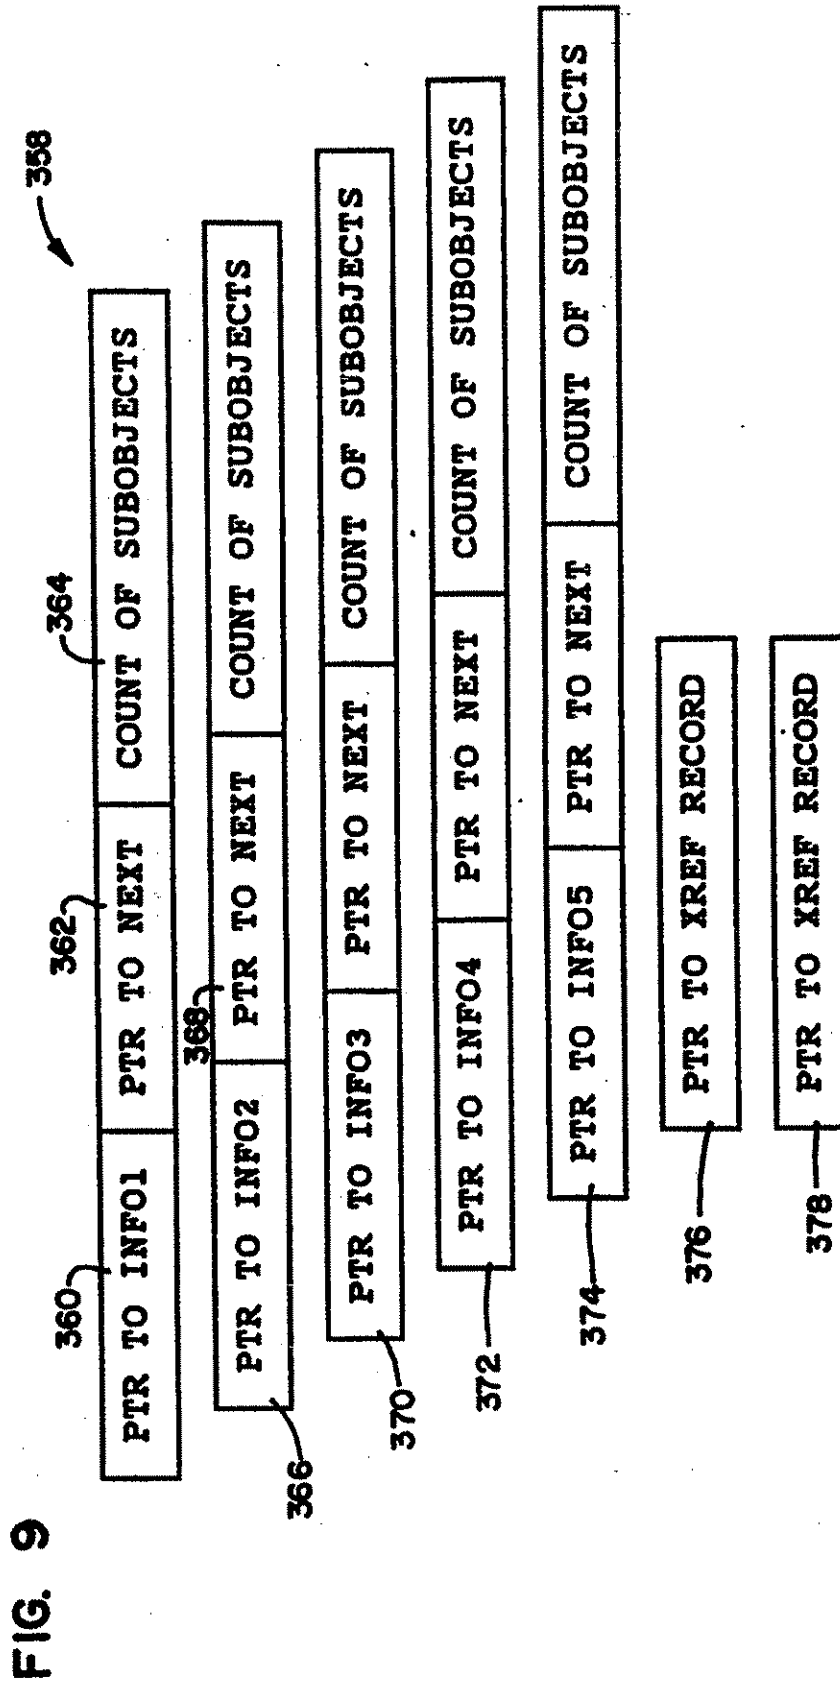 FIG. 9
358
360 362 364
PTR TO INFO1 PTR TO NEXT COUNT OF SUBOBJECTS
368
PTR TO INFO2 PTR TO NEXT COUNT OF SUBOBJECTS
366
PTR TO INFO3 PTR TO NEXT COUNT OF SUBOBJECTS
370
PTR TO INFO4 PTR TO NEXT COUNT OF SUBOBJECTS
372
PTR TO INFO5 PTR TO NEXT COUNT OF SUBOBJECTS
374
PTR TO XREF RECORD
376
PTR TO XREF RECORD
378